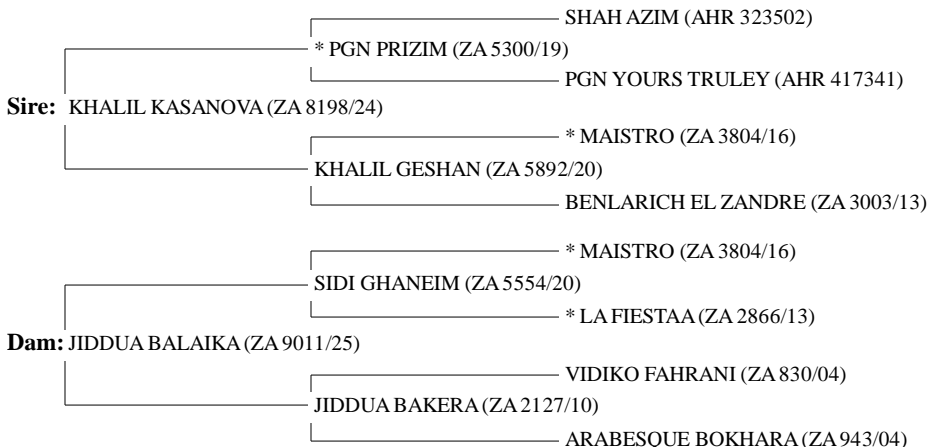 SHAH AZIM (AHR 323502)
* PGN PRIZIM (ZA 5300/19)
PGN YOURS TRULEY (AHR 417341)
Sire: KHALIL KASANOVA (ZA 8198/24)
* MAISTRO (ZA 3804/16)
KHALIL GESHAN (ZA 5892/20)
BENLARICH EL ZANDRE (ZA 3003/13)
* MAISTRO (ZA 3804/16)
SIDI GHANEIM (ZA 5554/20)
* LA FIESTAA (ZA 2866/13)
Dam: JIDDUA BALAIKA (ZA 9011/25)
VIDIKO FAHRANI (ZA 830/04)
JIDDUA BAKERA (ZA 2127/10)
ARABESQUE BOKHARA (ZA 943/04)